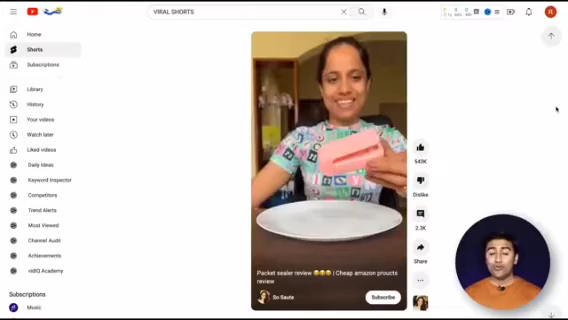 VIRAL SHORTS
Home
Shorts
Subscriptions
Library
History
Your videos
Watch later
Liked videos
Daily Ideas
Keyword Inspector
Competitors
Trend Alerts
Most Viewed
Channel Audit
Achievements
vidIQ Academy
Subscriptions
Music
543K
Dislike
2.3K
Share
Packet sealer review 😄😄😄 | Cheap amazon proucts
review
So Saute
Subscribe